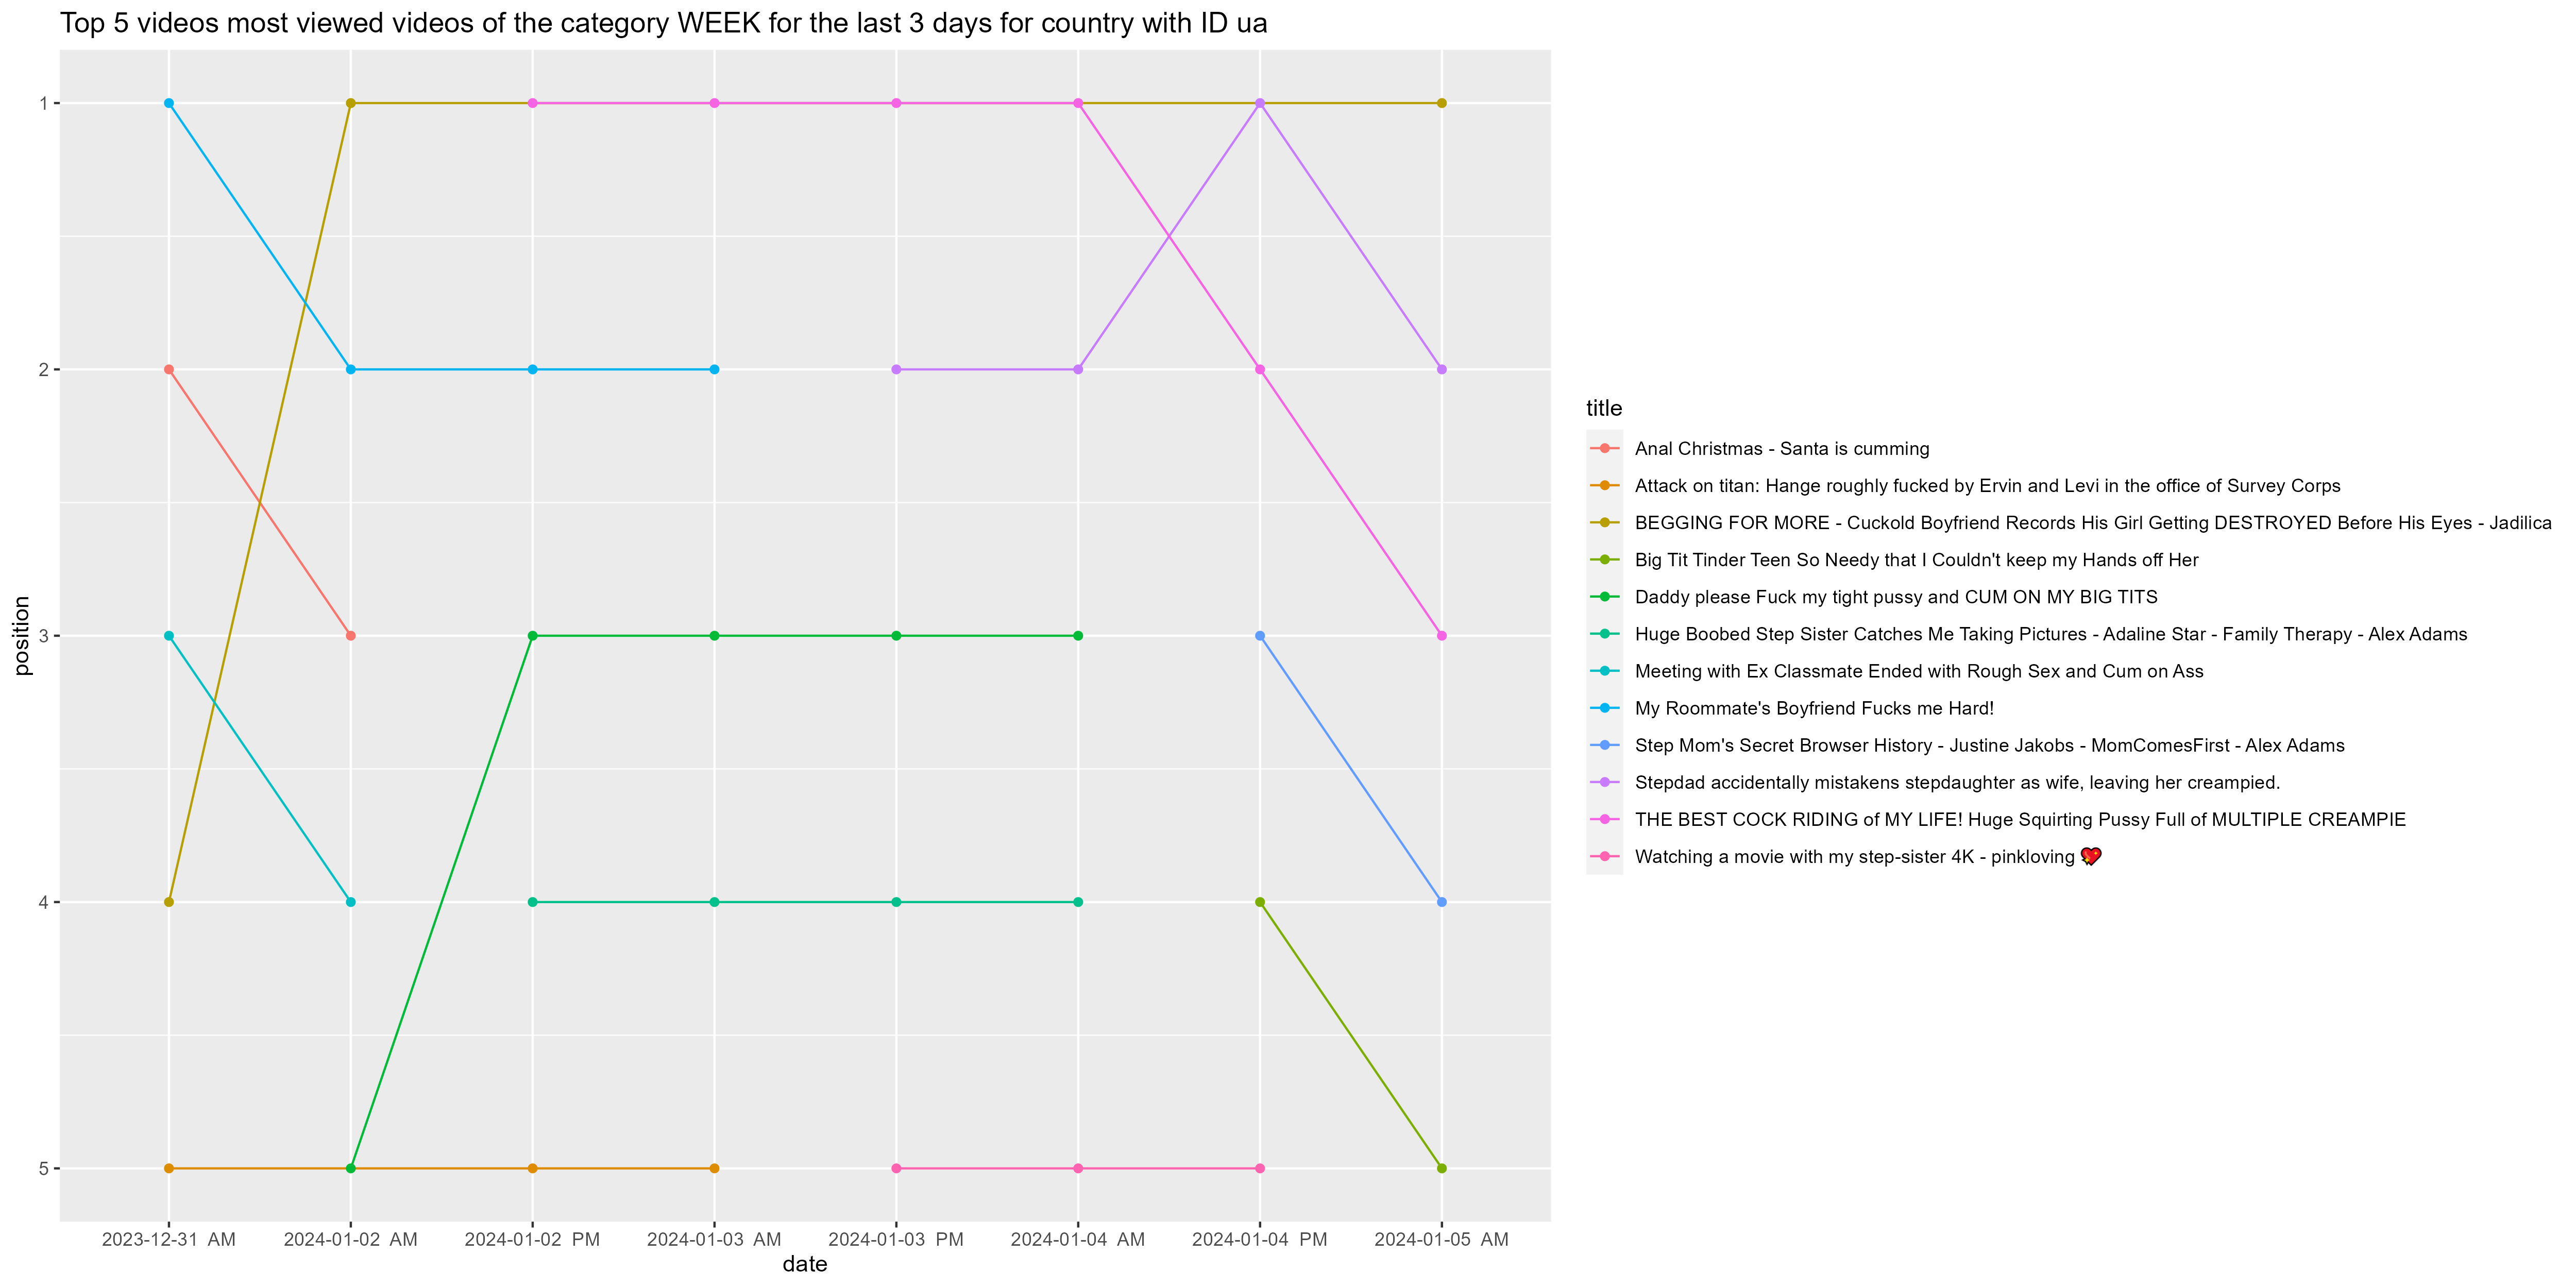 Top 5 videos most viewed videos of the category WEEK for the last 3 days for country with ID ua
position
1
2
3
4
5
2023-12-31 AM
2024-01-02 AM
2024-01-02 PM
2024-01-03 AM
2024-01-03 PM
2024-01-04 AM
2024-01-04 PM
2024-01-05 AM
date
title
Anal Christmas - Santa is cumming
Attack on titan: Hange roughly fucked by Ervin and Levi in the office of Survey Corps
BEGGING FOR MORE - Cuckold Boyfriend Records His Girl Getting DESTROYED Before His Eyes - Jadilica
Big Tit Tinder Teen So Needy that I Couldn't keep my Hands off Her
Daddy please Fuck my tight pussy and CUM ON MY BIG TITS
Huge Boobed Step Sister Catches Me Taking Pictures - Adaline Star - Family Therapy - Alex Adams
Meeting with Ex Classmate Ended with Rough Sex and Cum on Ass
My Roommate's Boyfriend Fucks me Hard!
Step Mom's Secret Browser History - Justine Jakobs - MomComesFirst - Alex Adams
Stepdad accidentally mistakens stepdaughter as wife, leaving her creampied.
THE BEST COCK RIDING of MY LIFE! Huge Squirting Pussy Full of MULTIPLE CREAMPIE
Watching a movie with my step-sister 4K - pinkloving 💖